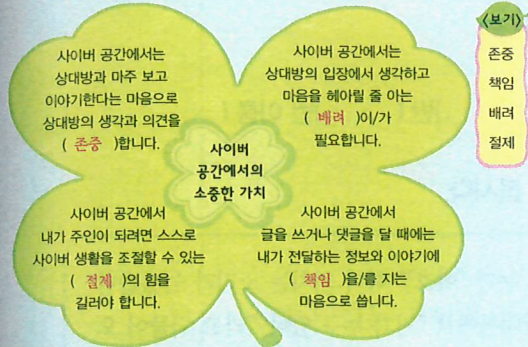 사이버 공간에서는
상대방과 마주 보고
이야기한다는 마음으로
상대방의 생각과 의견을
( 존중 )합니다.
사이버 공간에서는
상대방의 입장에서 생각하고
마음을 헤아릴 줄 아는
( 배려 )이/가
필요합니다.
<보기>
존중
책임
배려
절제
사이버
공간에서의
소중한 가치
사이버 공간에서
내가 주인이 되려면 스스로
사이버 생활을 조절할 수 있는
( 절제 )의 힘을
길러야 합니다.
사이버 공간에서
글을 쓰거나 댓글을 달 때에는
내가 전달하는 정보와 이야기에
( 책임 )을/를 지는
마음으로 씁니다.